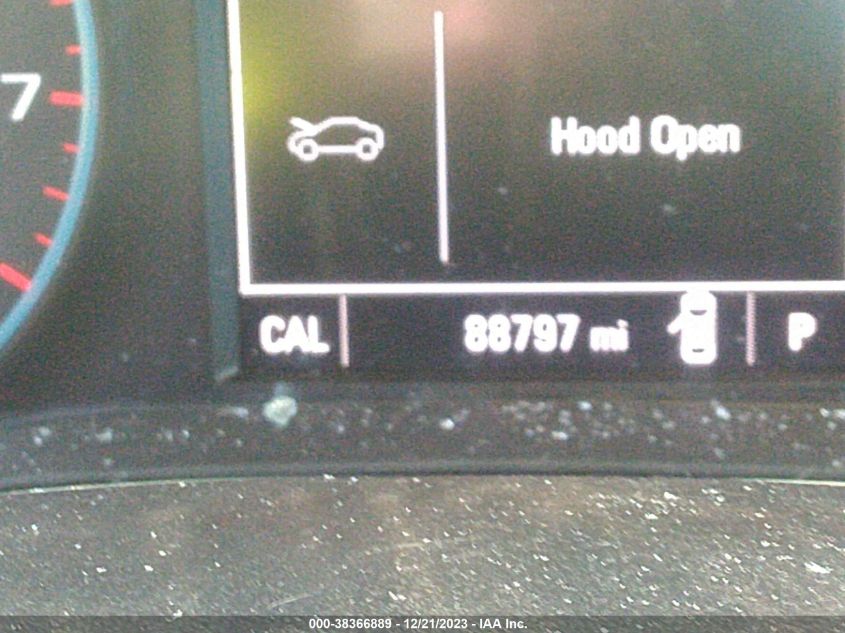 7
Hood Open
CAL 88797 mi P
000-38366889 - 12/21/2023 - IAA Inc.